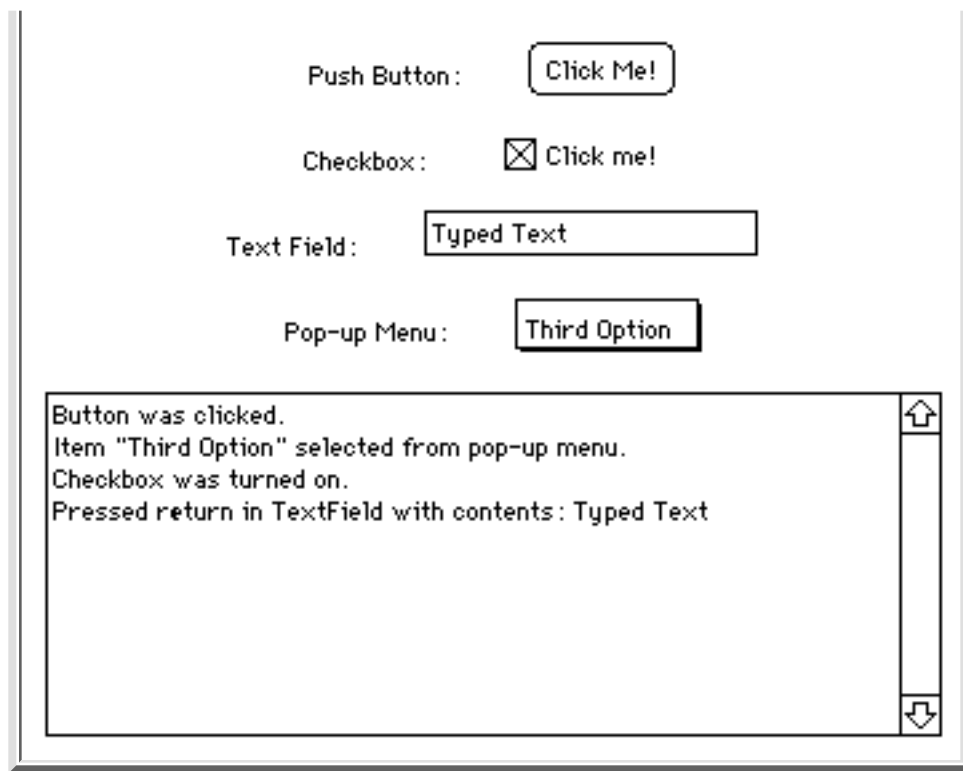 Push Button: Click Me!
Checkbox: Click me!
Text Field: Typed Text
Pop-up Menu: Third Option
Button was clicked.
Item "Third Option" selected from pop-up menu.
Checkbox was turned on.
Pressed return in TextField with contents: Typed Text